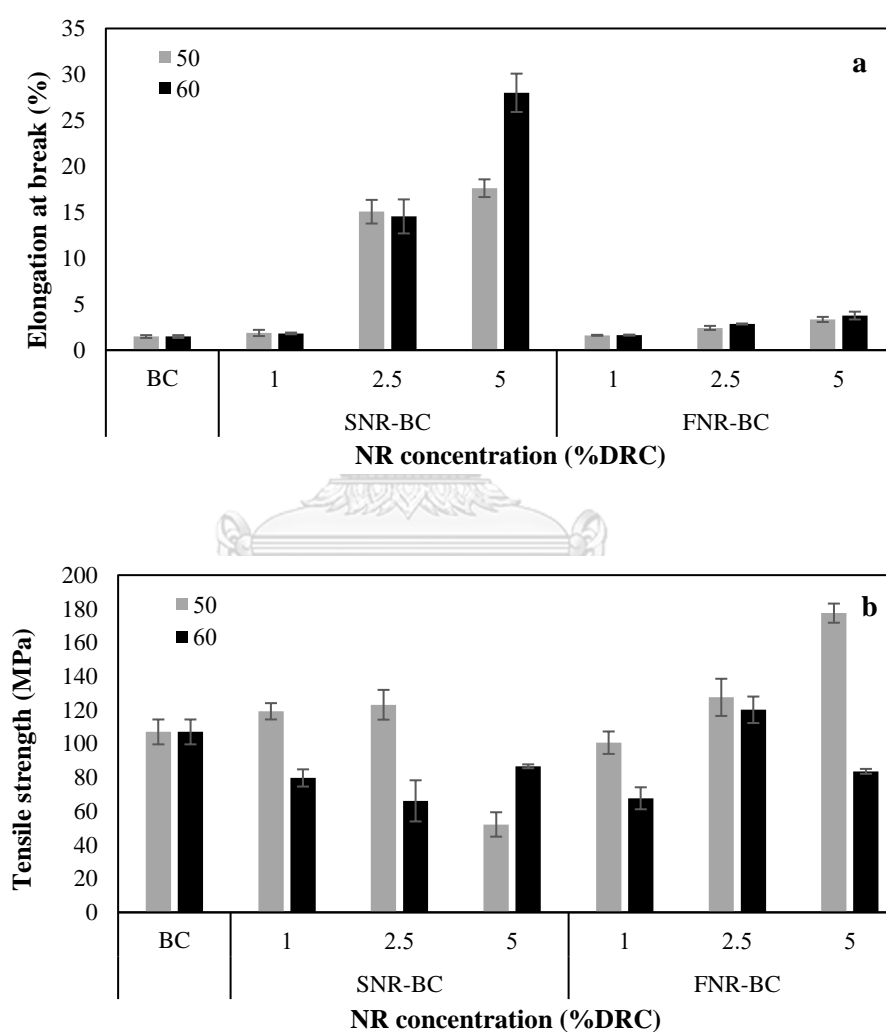 Elongation at break (%)
35
30
25
20
15
10
5
0
50
60
a
BC 1 2.5 5 1 2.5 5
SNR-BC FNR-BC
NR concentration (%DRC)
Tensile strength (MPa)
200
180
160
140
120
100
80
60
40
20
0
50
60
b
BC 1 2.5 5 1 2.5 5
SNR-BC FNR-BC
NR concentration (%DRC)